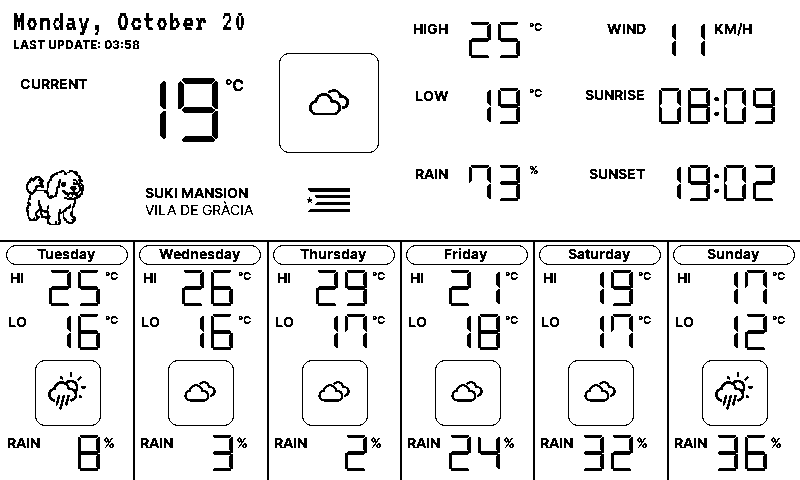 Monday, October 20
LAST UPDATE: 03:58
CURRENT 19 °C
HIGH 25 °C
WIND 11 KM/H
LOW 19 °C
SUNRISE 08:09
RAIN 73 %
SUNSET 19:02
SUKI MANSION
VILA DE GRÀCIA
Tuesday
HI 25 °C
LO 16 °C
RAIN 8 %
Wednesday
HI 26 °C
LO 16 °C
RAIN 3 %
Thursday
HI 29 °C
LO 17 °C
RAIN 2 %
Friday
HI 21 °C
LO 18 °C
RAIN 24 %
Saturday
HI 19 °C
LO 17 °C
RAIN 32 %
Sunday
HI 17 °C
LO 12 °C
RAIN 36 %